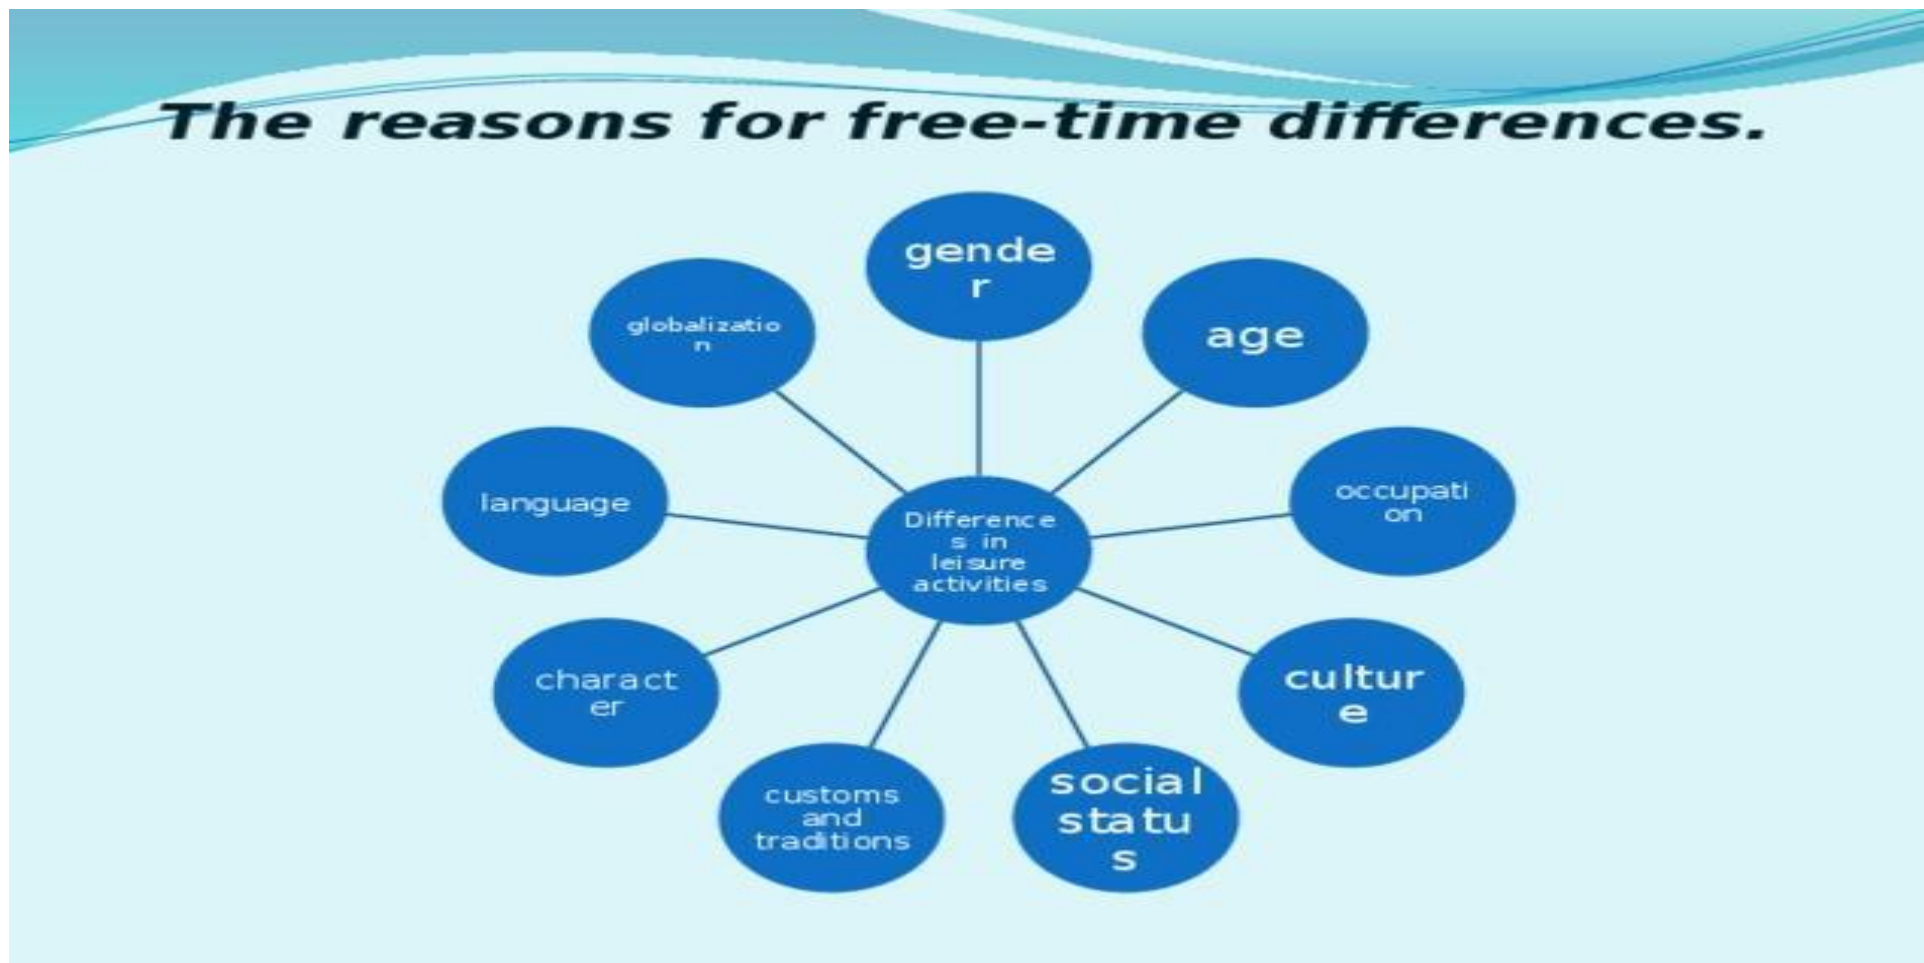 The reasons for free-time differences.
gende
r
age
occupati
on
cultur
e
social
statu
s
customs
and
traditions
charact
er
language
globalizatio
n
Difference
s in
leisure
activities